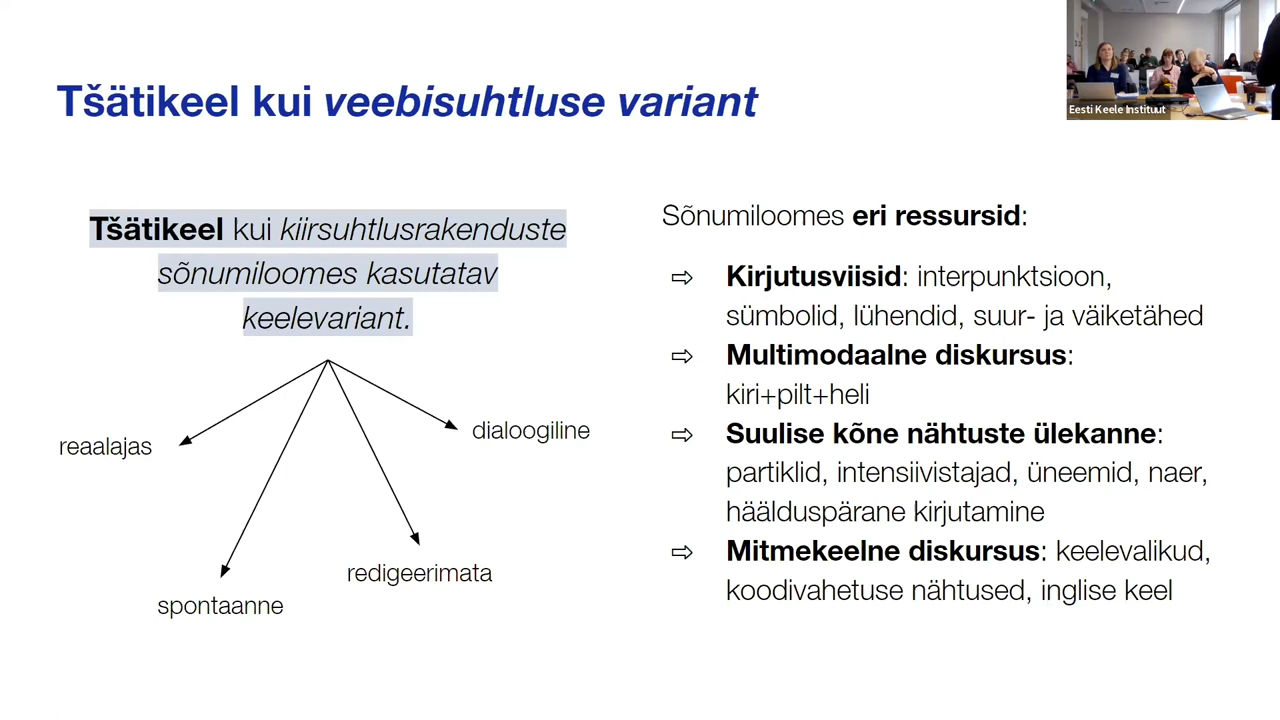 Tšätikeel kui veebisuhtluse variant
Eesti Keele Instituut
Tšätikeel kui kiirsuhtlusrakenduste
sõnumiloomes kasutatav
keelevariant.
reaalajas
dialoogiline
spontaanne
redigeerimata
Sõnumiloomes eri ressursid:
⇨ Kirjutusviisid: interpunktsioon,
sümbolid, lühendid, suur- ja väiketähed
⇨ Multimodaalne diskursus:
kiri+pilt+heli
⇨ Suulise kõne nähtuste ülekanne:
partiklid, intensiivistajad, üneemid, naer,
häälduspärane kirjutamine
⇨ Mitmekeelne diskursus: keelevalikud,
koodivahetuse nähtused, inglise keel